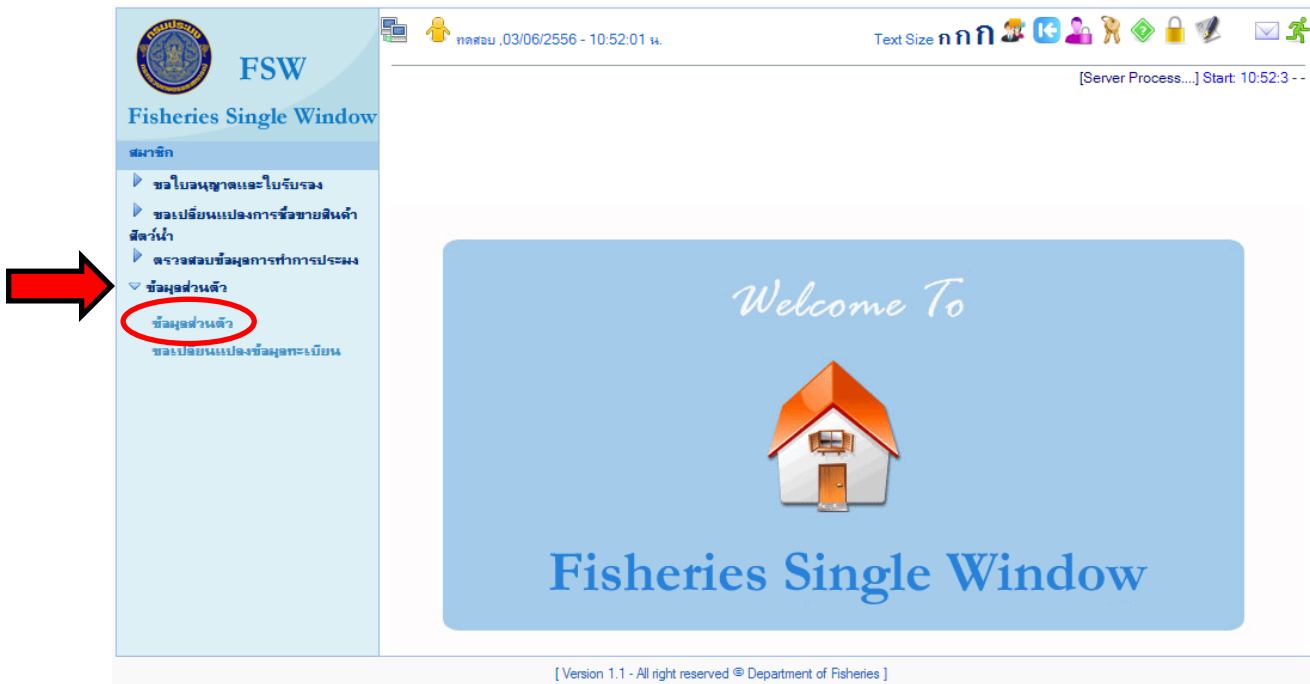 ทดสอบ ,03/06/2556 - 10:52:01 น.
Text Size ก ก ก
[Server Process....] Start: 10:52:3 - -
FSW
Fisheries Single Window
สมาชิก
ขอใบอนุญาตและใบรับรอง
ขอเปลี่ยนแปลงการซื้อขายสินค้า
สัตว์น้ำ
ตรวจสอบข้อมูลการทำการประมง
ข้อมูลส่วนตัว
ข้อมูลส่วนตัว
ขอเปลี่ยนแปลงข้อมูลทะเบียน
Welcome To
Fisheries Single Window
[ Version 1.1 - All right reserved © Department of Fisheries ]